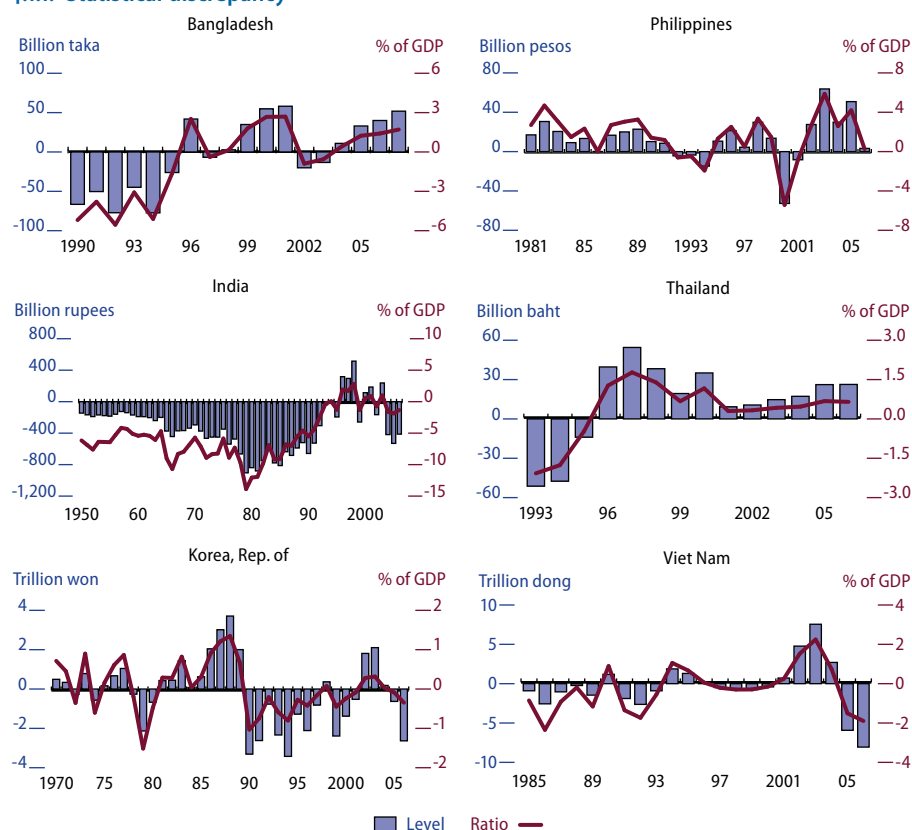 Statistical discrepancy
Bangladesh
Billion taka
% of GDP
100
50
0
-50
-100
6
3
0
-3
-6
1990 93 96 99 2002 05
Philippines
Billion pesos
% of GDP
80
40
0
-40
-80
8
4
0
-4
-8
1981 85 89 1993 97 2001 05
India
Billion rupees
% of GDP
800
400
0
-400
-800
-1,200
10
5
0
-5
-10
-15
1950 60 70 80 90 2000
Thailand
Billion baht
% of GDP
60
30
0
-30
-60
3.0
1.5
0.0
-1.5
-3.0
1993 96 99 2002 05
Korea, Rep. of
Trillion won
% of GDP
4
2
0
-2
-4
2
1
0
-1
-2
1970 75 80 85 90 95 2000 05
Viet Nam
Trillion dong
% of GDP
10
5
0
-5
-10
4
2
0
-2
-4
1985 89 93 97 2001 05
Level Ratio